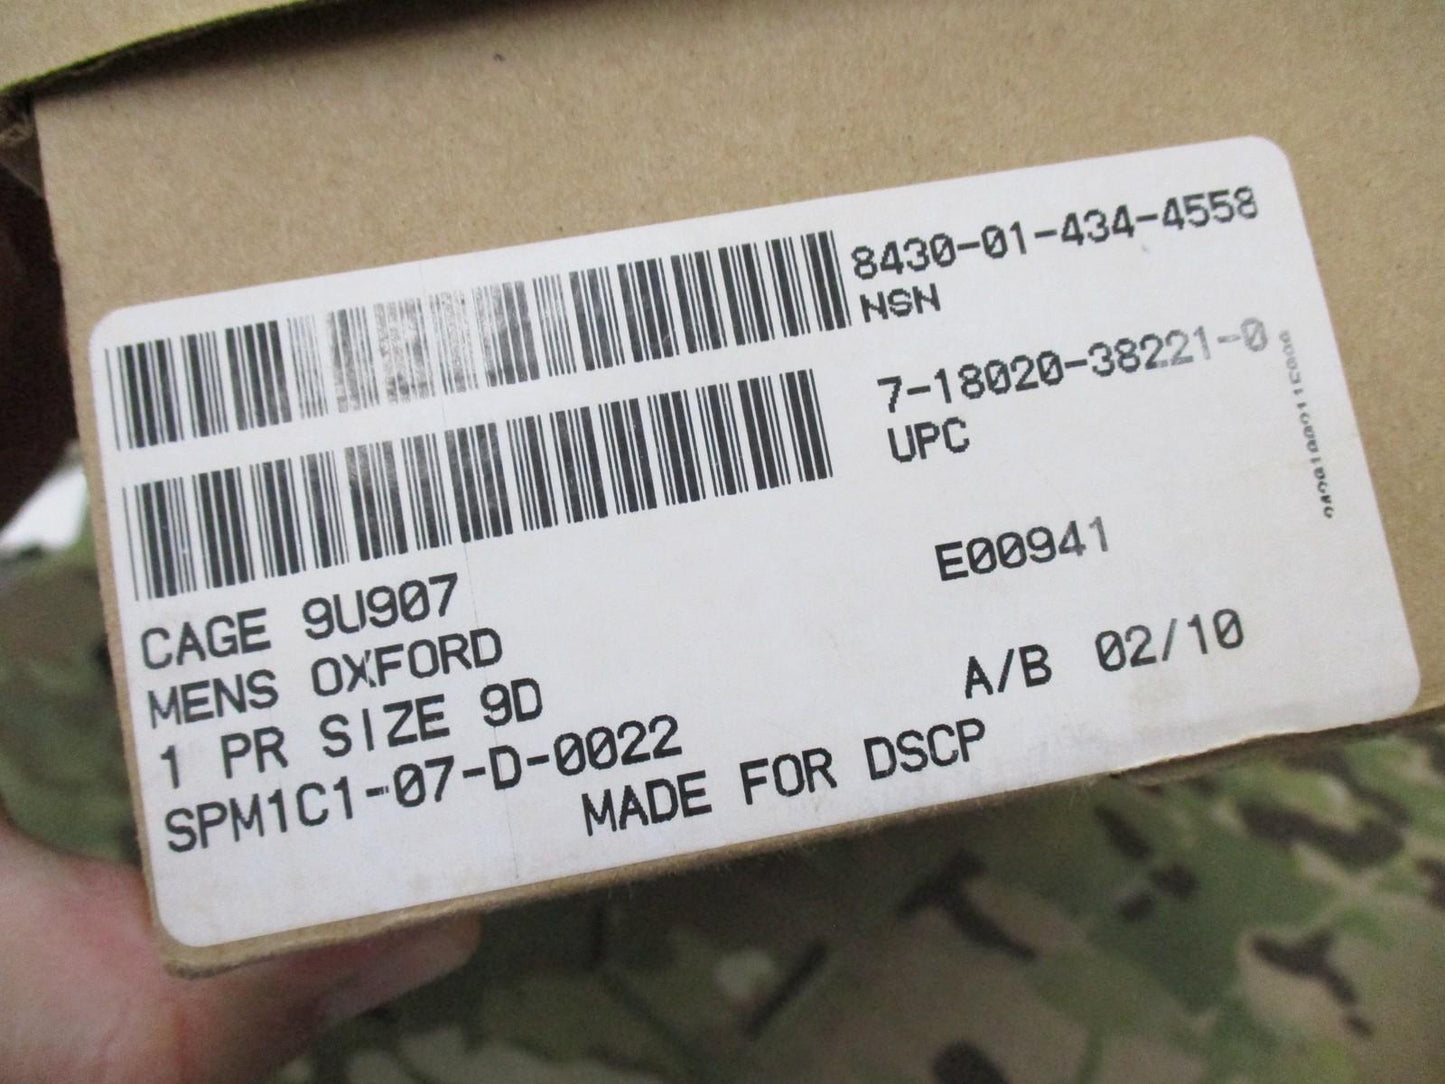 8430-01-434-4558
NSN
7-18020-38221-0
UPC
E00941
CAGE 9U907
MENS OXFORD
A/B 02/10
1 PR SIZE 9D
SPM1C1-07-D-0022
MADE FOR DSCP